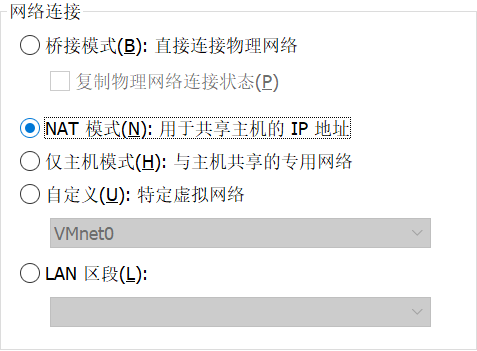 网络连接
桥接模式(B): 直接连接物理网络
复制物理网络连接状态(P)
NAT 模式(N): 用于共享主机的 IP 地址
仅主机模式(H): 与主机共享的专用网络
自定义(U): 特定虚拟网络
VMnet0
LAN 区段(L):